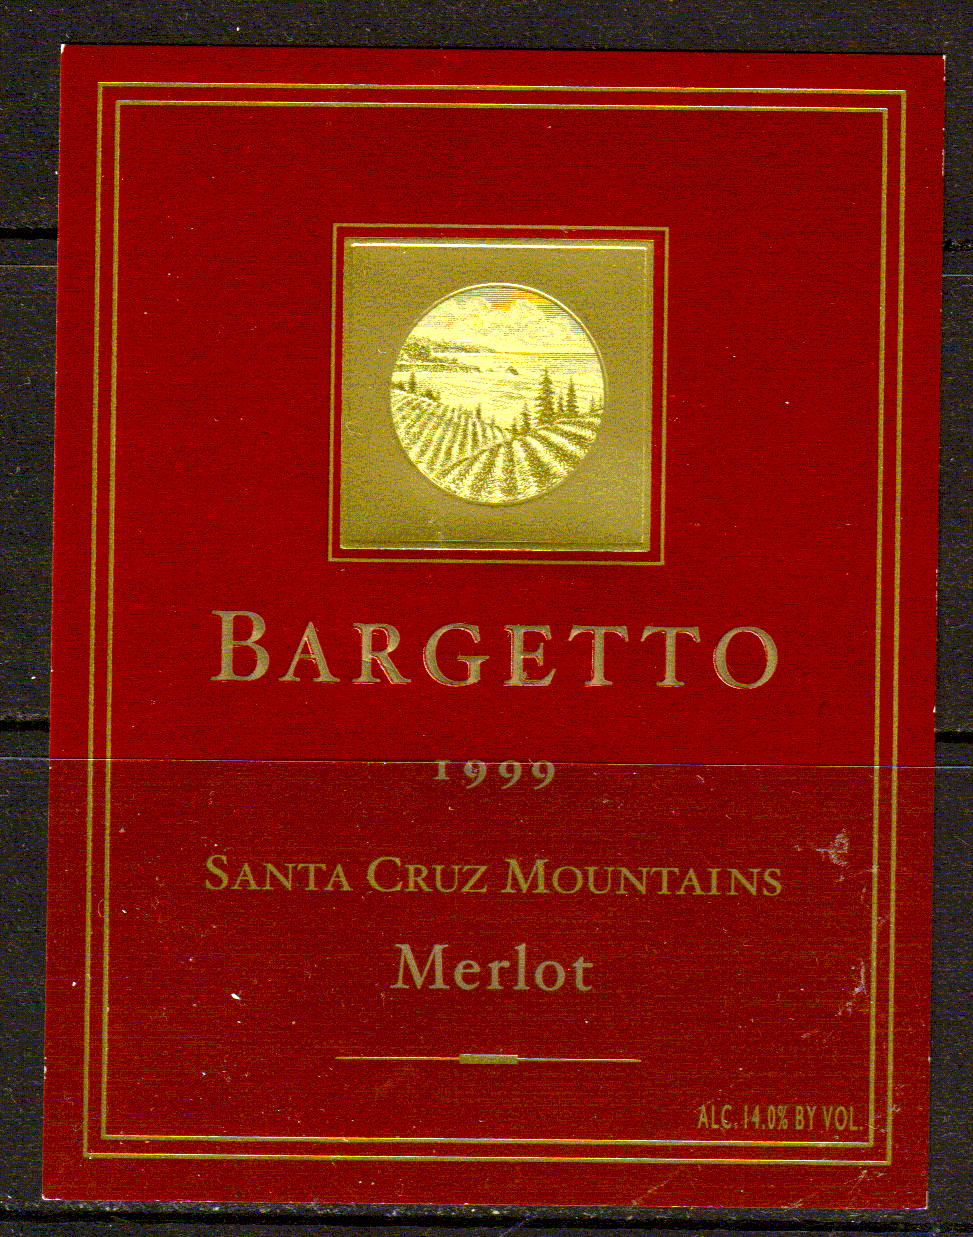 BARGETTO
1999
SANTA CRUZ MOUNTAINS
Merlot
ALC. 14.0% BY VOL.